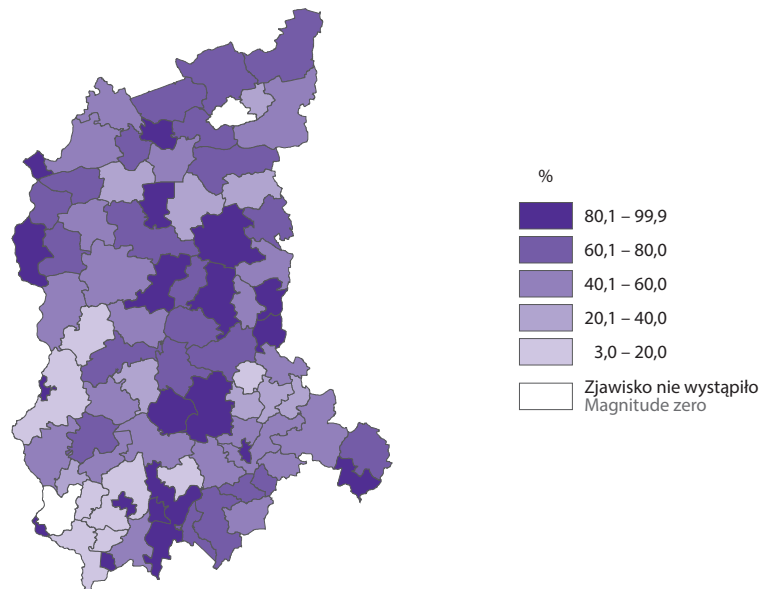 %
80,1 – 99,9
60,1 – 80,0
40,1 – 60,0
20,1 – 40,0
3,0 – 20,0
Zjawisko nie wystąpiło
Magnitude zero